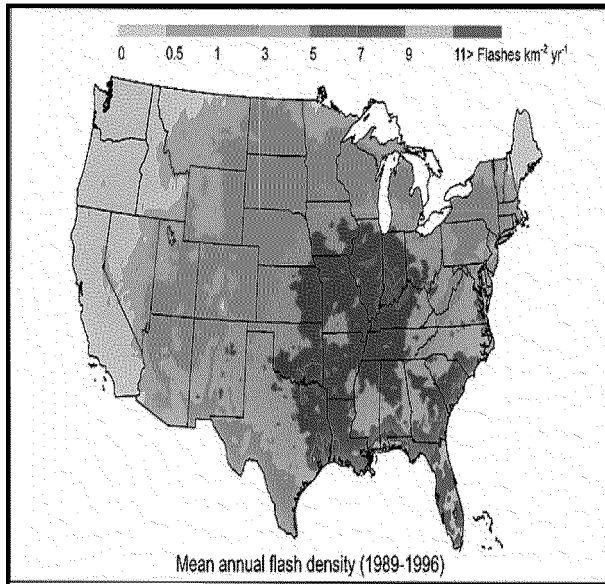 0 0.5 1 3 5 7 9 11> Flashes km⁻² yr⁻¹
Mean annual flash density (1989-1996)